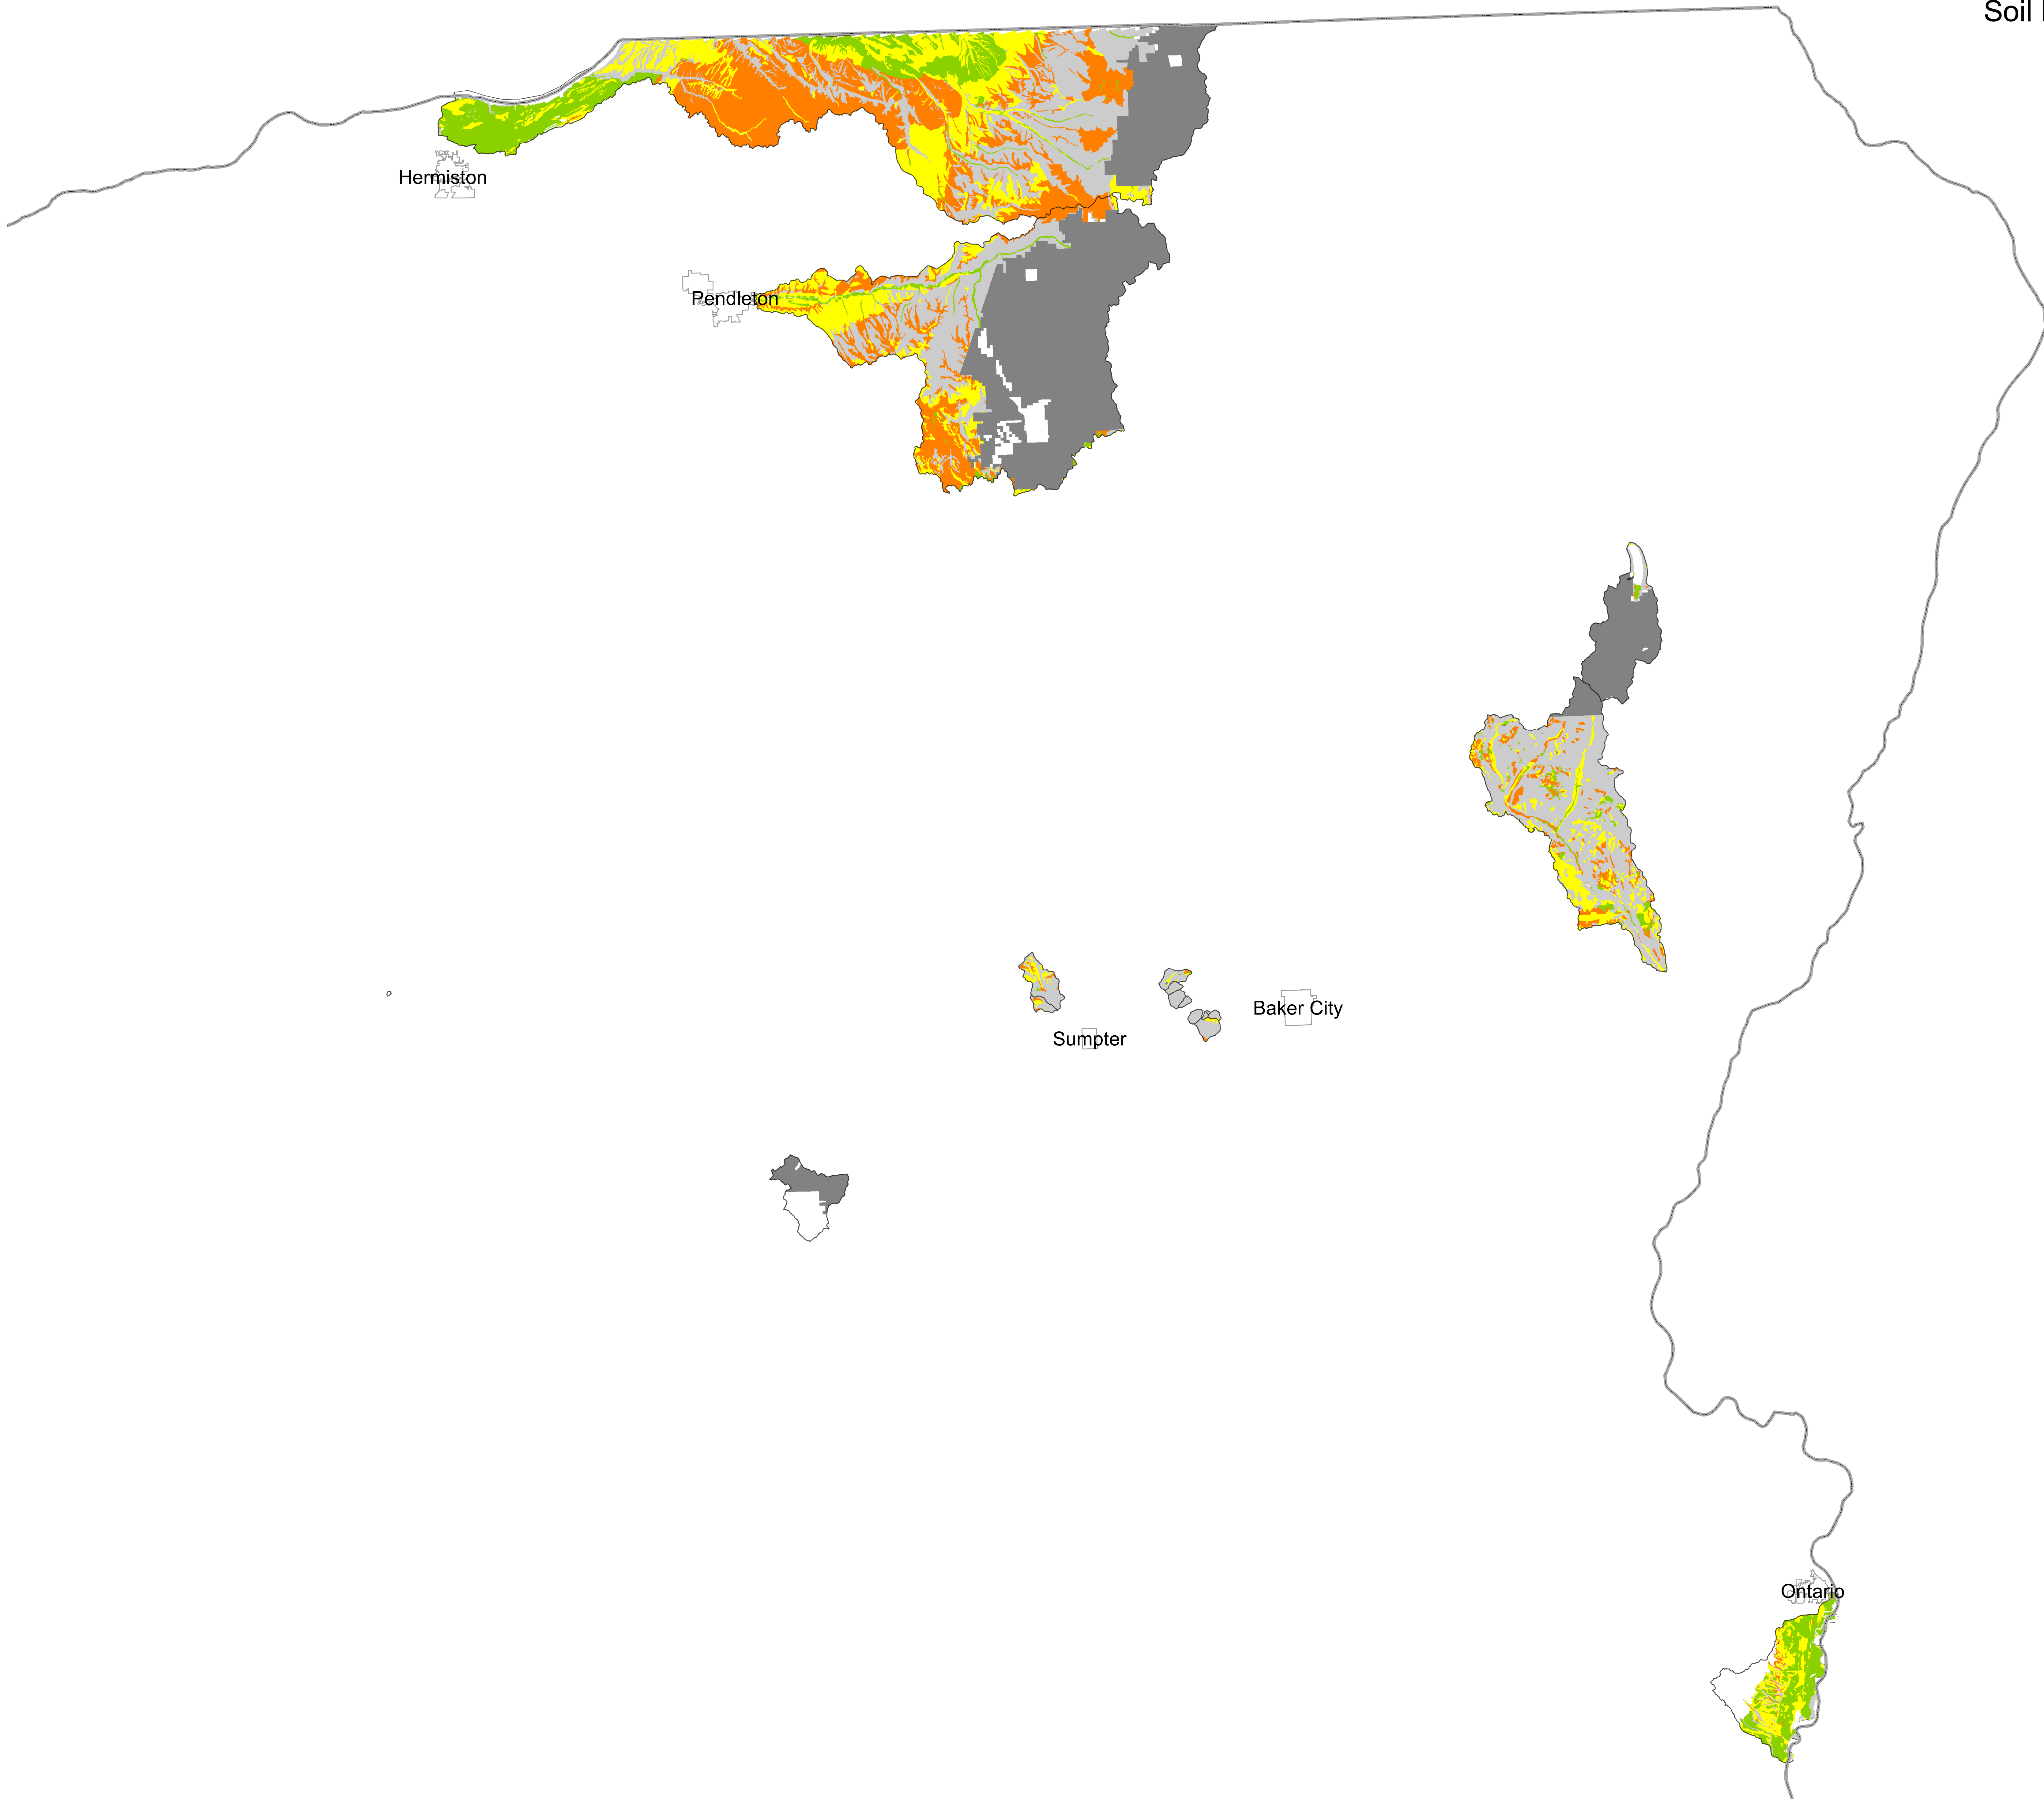 Soil
Hermiston
Pendleton
Baker City
Sumpter
Ontario